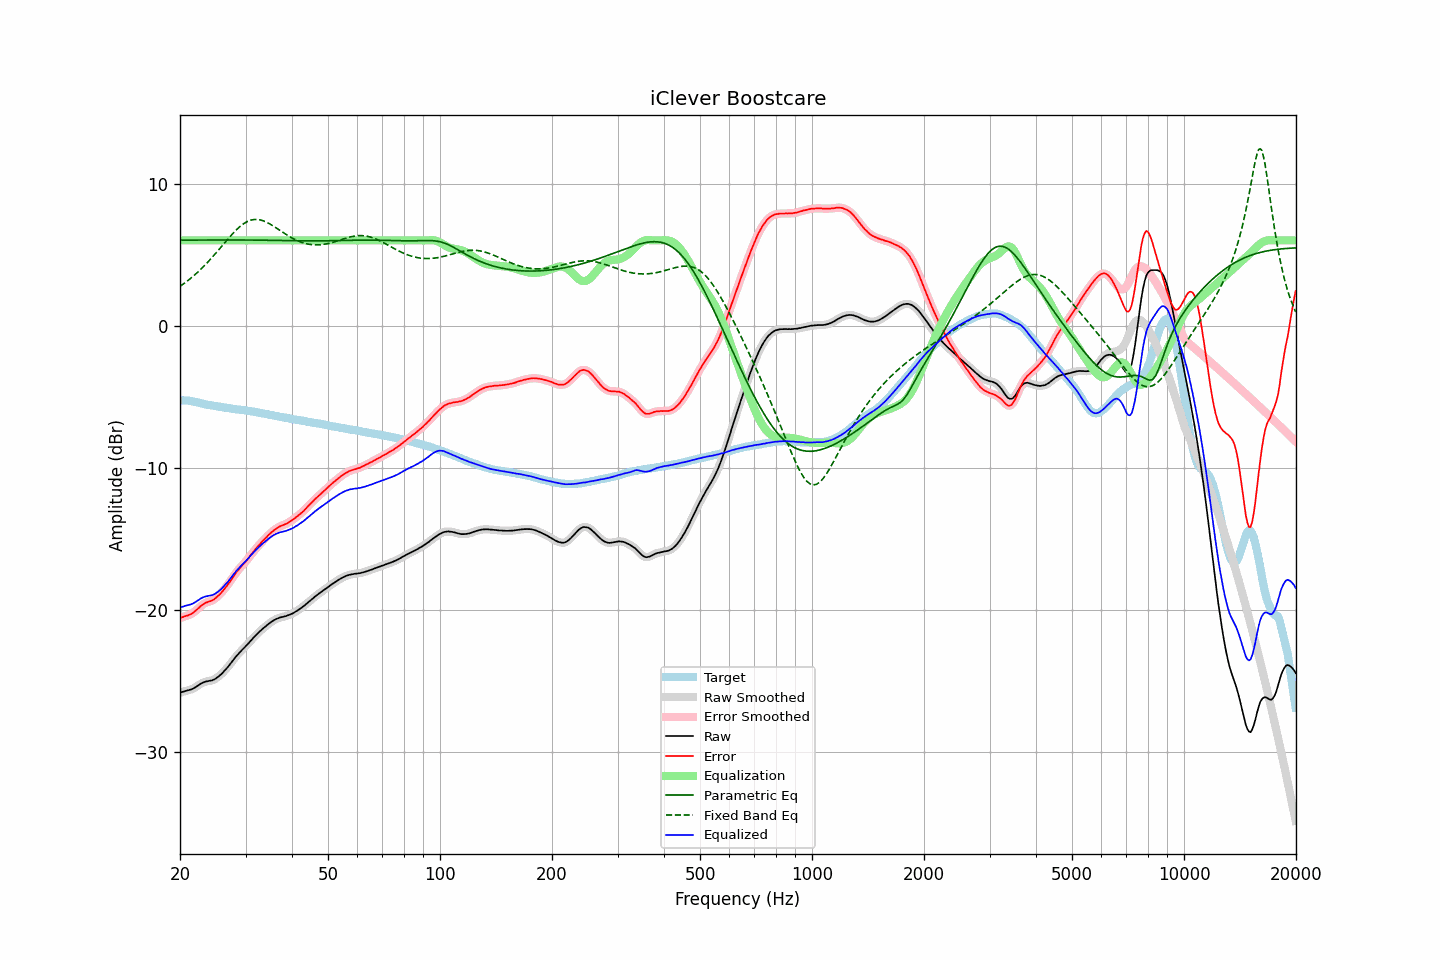 iClever Boostcare
Amplitude (dBr)
10
0
−10
−20
−30
Target
Raw Smoothed
Error Smoothed
Raw
Error
Equalization
Parametric Eq
Fixed Band Eq
Equalized
20 50 100 200 500 1000 2000 5000 10000 20000
Frequency (Hz)